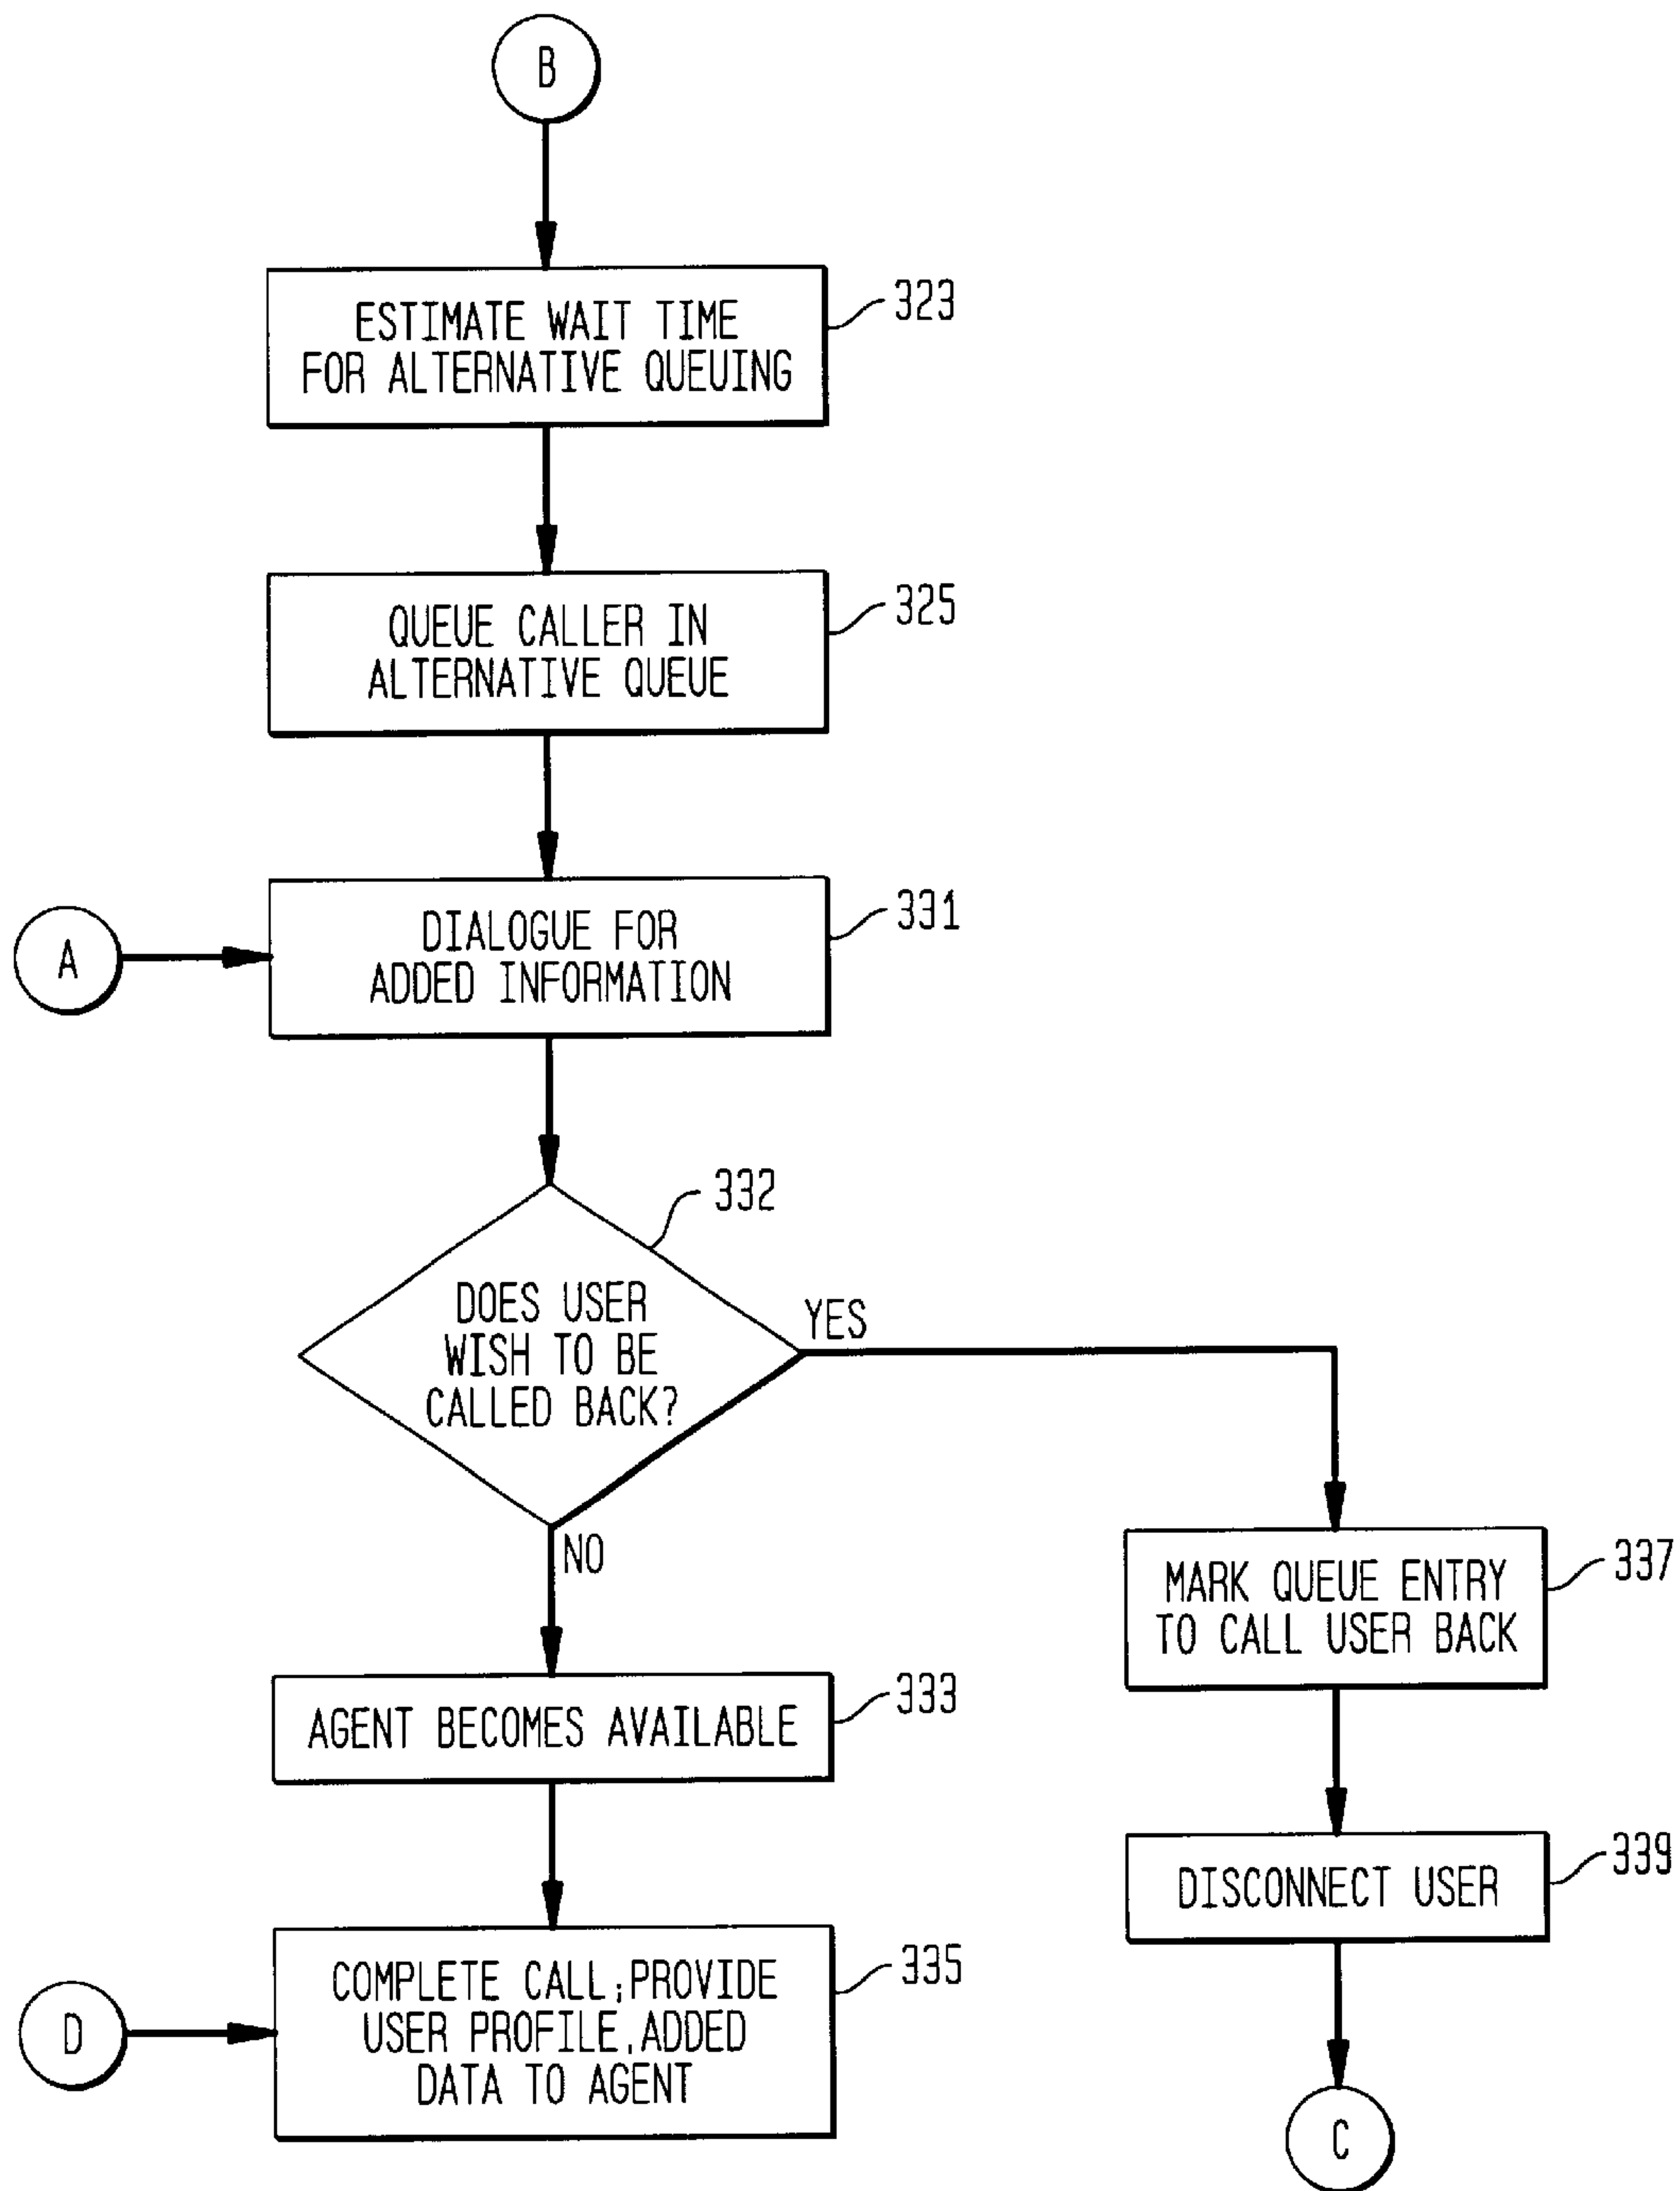 B
ESTIMATE WAIT TIME
FOR ALTERNATIVE QUEUING
323
QUEUE CALLER IN
ALTERNATIVE QUEUE
325
A
DIALOGUE FOR
ADDED INFORMATION
331
332
DOES USER
WISH TO BE
CALLED BACK?
YES
NO
MARK QUEUE ENTRY
TO CALL USER BACK
337
AGENT BECOMES AVAILABLE
333
DISCONNECT USER
339
D
COMPLETE CALL; PROVIDE
USER PROFILE, ADDED
DATA TO AGENT
335
C